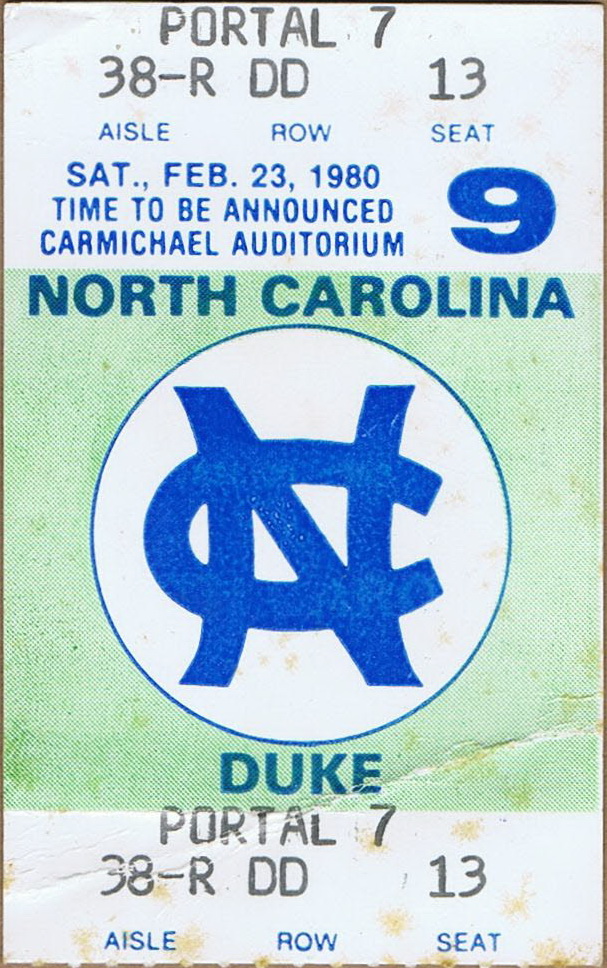 PORTAL 7
38-R DD 13
AISLE ROW SEAT
SAT., FEB. 23, 1980
TIME TO BE ANNOUNCED
CARMICHAEL AUDITORIUM
9
NORTH CAROLINA
NC
DUKE
PORTAL 7
38-R DD 13
AISLE ROW SEAT